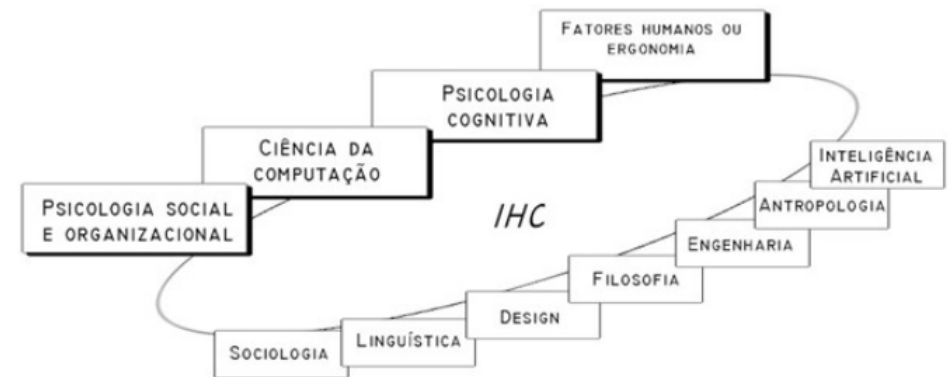 FATORES HUMANOS OU
ERGONOMIA
PSICOLOGIA
COGNITIVA
CIÊNCIA DA
COMPUTAÇÃO
PSICOLOGIA SOCIAL
E ORGANIZACIONAL
IHC
INTELIGÊNCIA
ARTIFICIAL
ANTROPOLOGIA
ENGENHARIA
FILOSOFIA
DESIGN
LINGUÍSTICA
SOCIOLOGIA